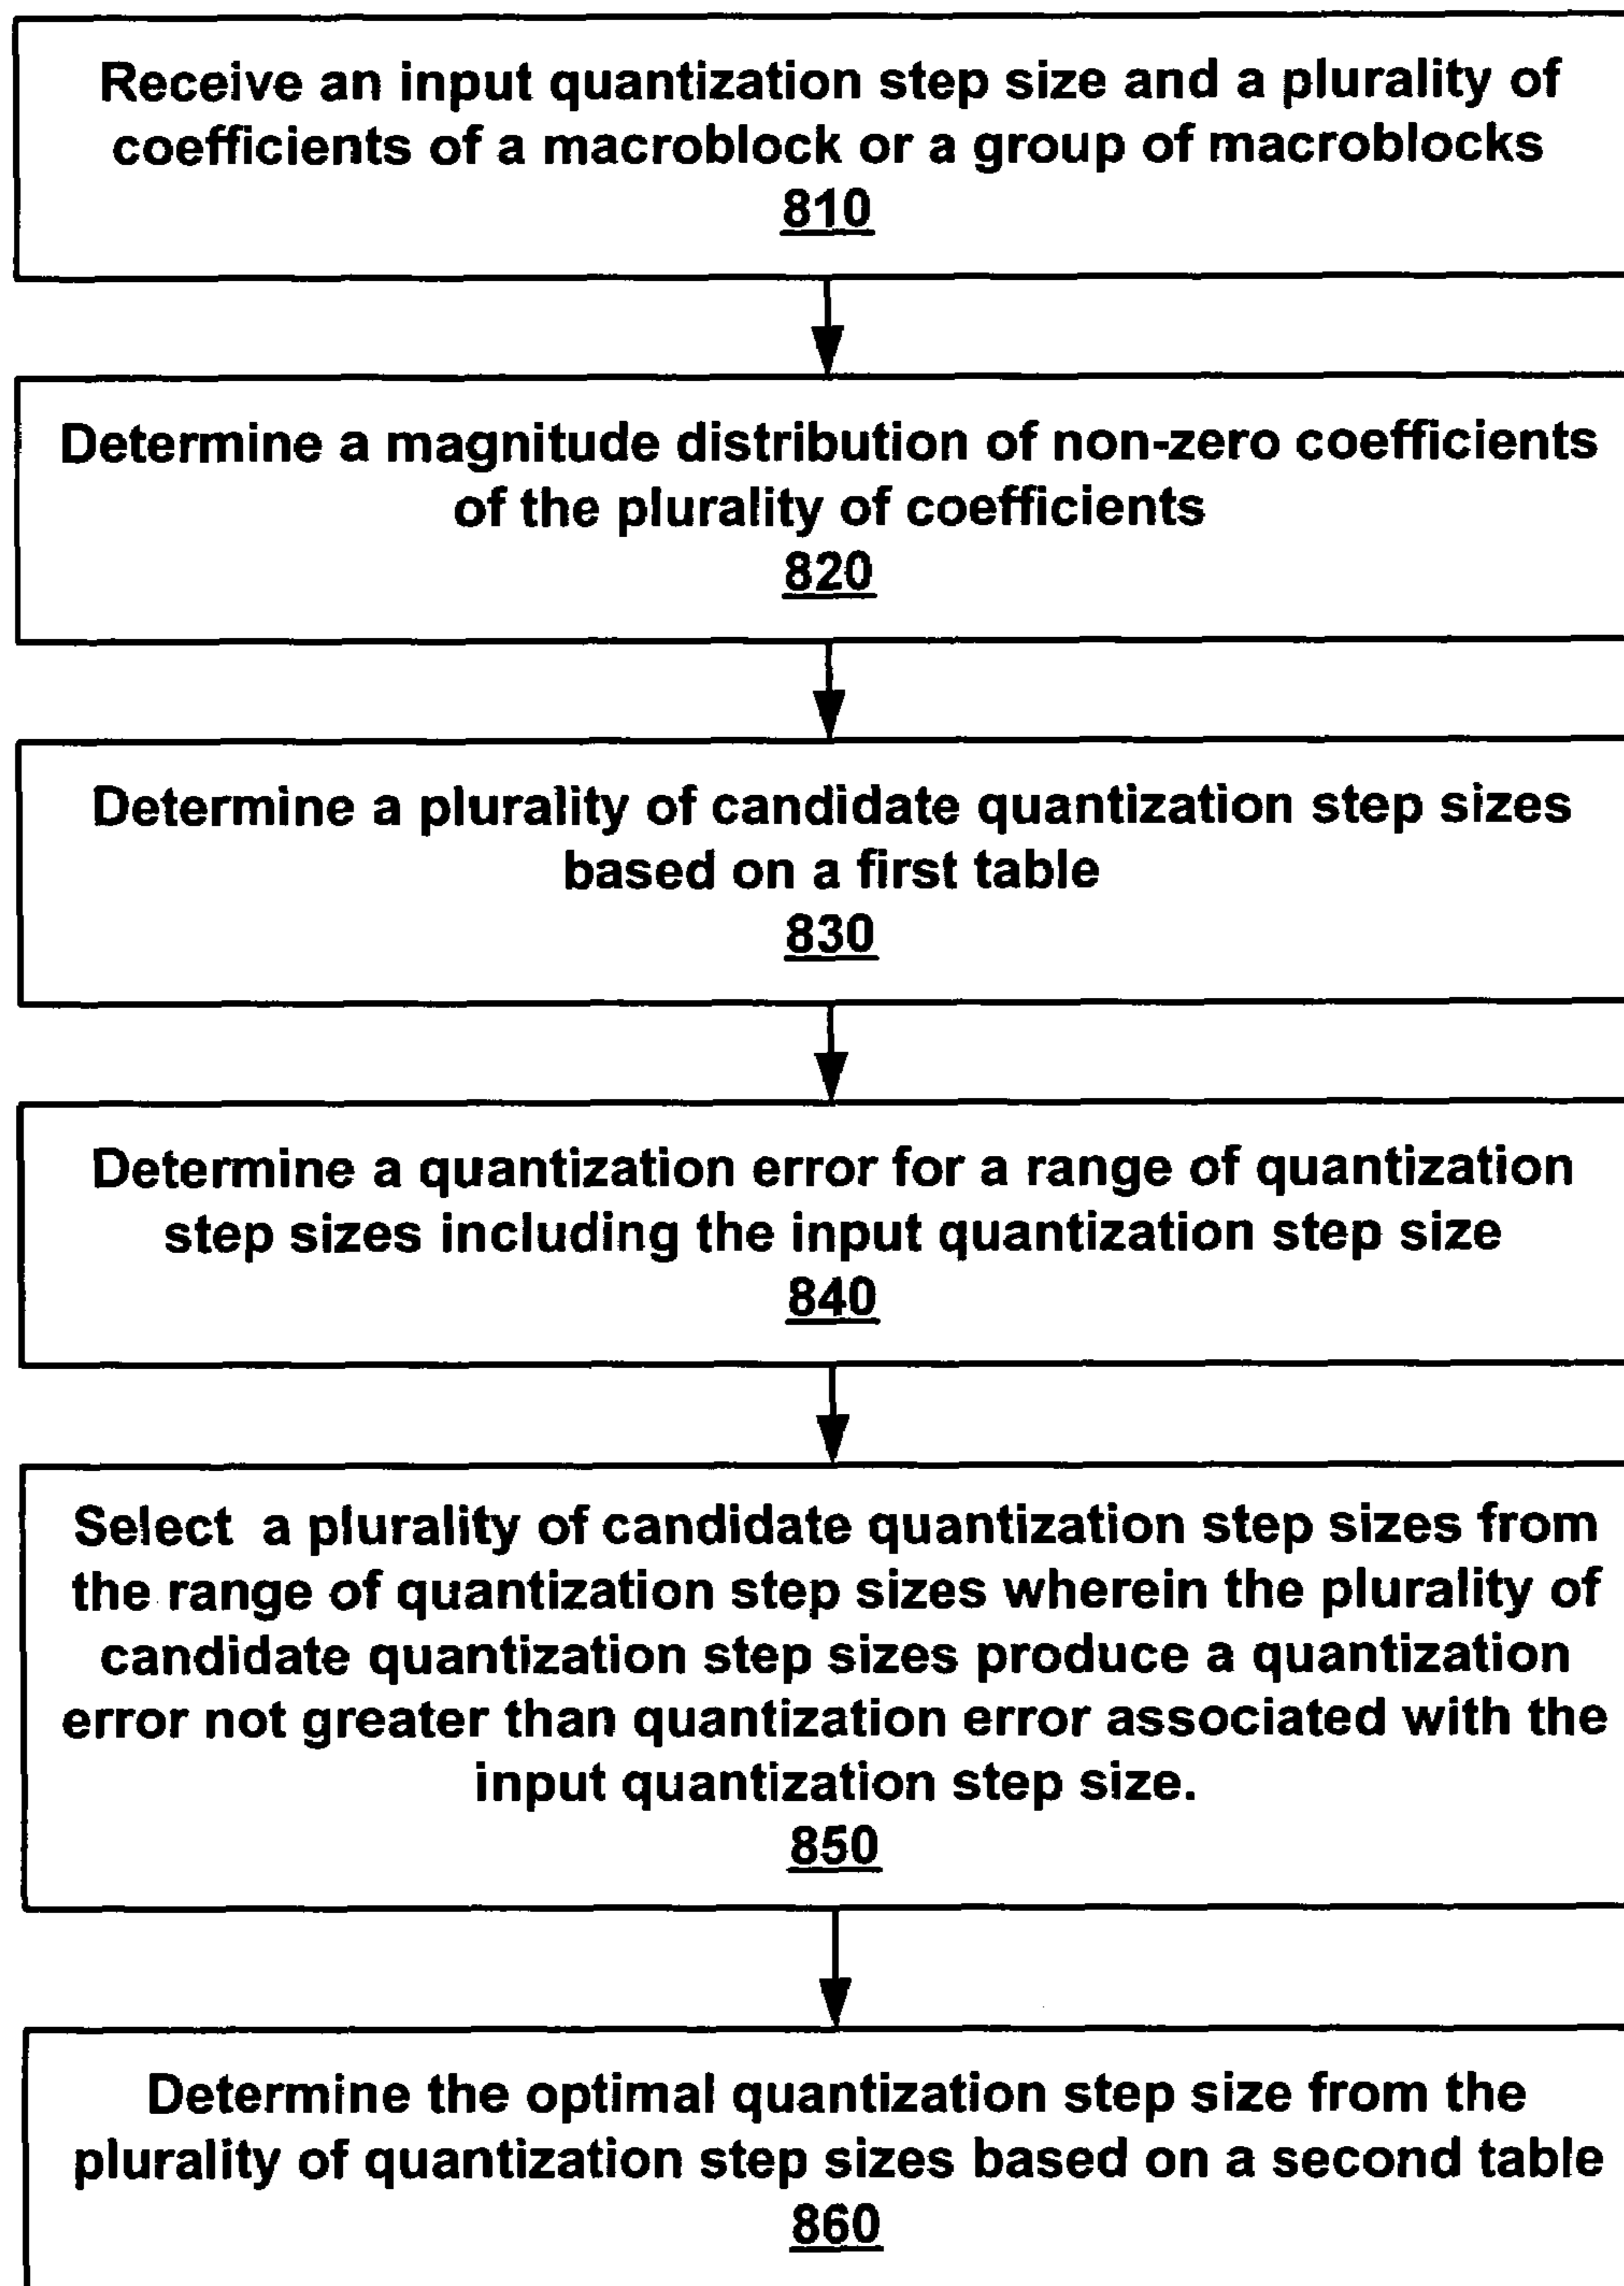 Receive an input quantization step size and a plurality of
coefficients of a macroblock or a group of macroblocks
810
Determine a magnitude distribution of non-zero coefficients
of the plurality of coefficients
820
Determine a plurality of candidate quantization step sizes
based on a first table
830
Determine a quantization error for a range of quantization
step sizes including the input quantization step size
840
Select a plurality of candidate quantization step sizes from
the range of quantization step sizes wherein the plurality of
candidate quantization step sizes produce a quantization
error not greater than quantization error associated with the
input quantization step size.
850
Determine the optimal quantization step size from the
plurality of quantization step sizes based on a second table
860